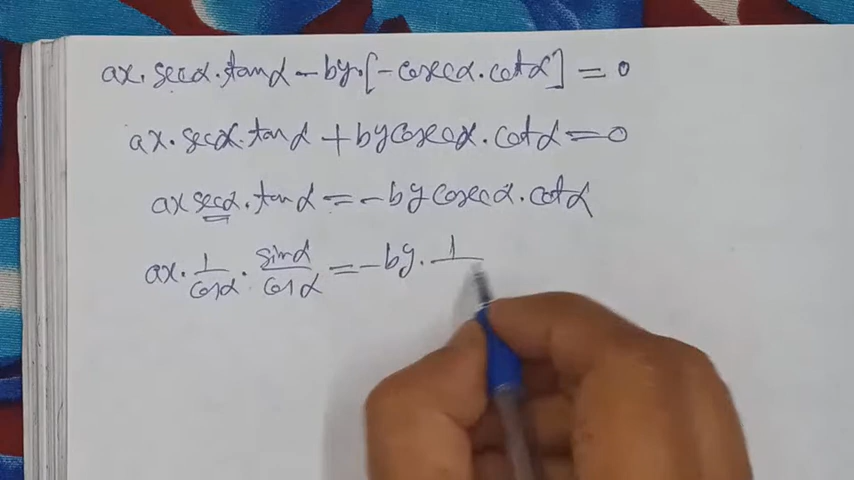 ax. secα. tanα - by. [- cosecα. cotα] = 0
ax. secα. tanα + by cosecα. cotα = 0
ax secα. tanα = - by cosecα. cotα
ax. 1/cosα . sinα/cosα = - by. 1/